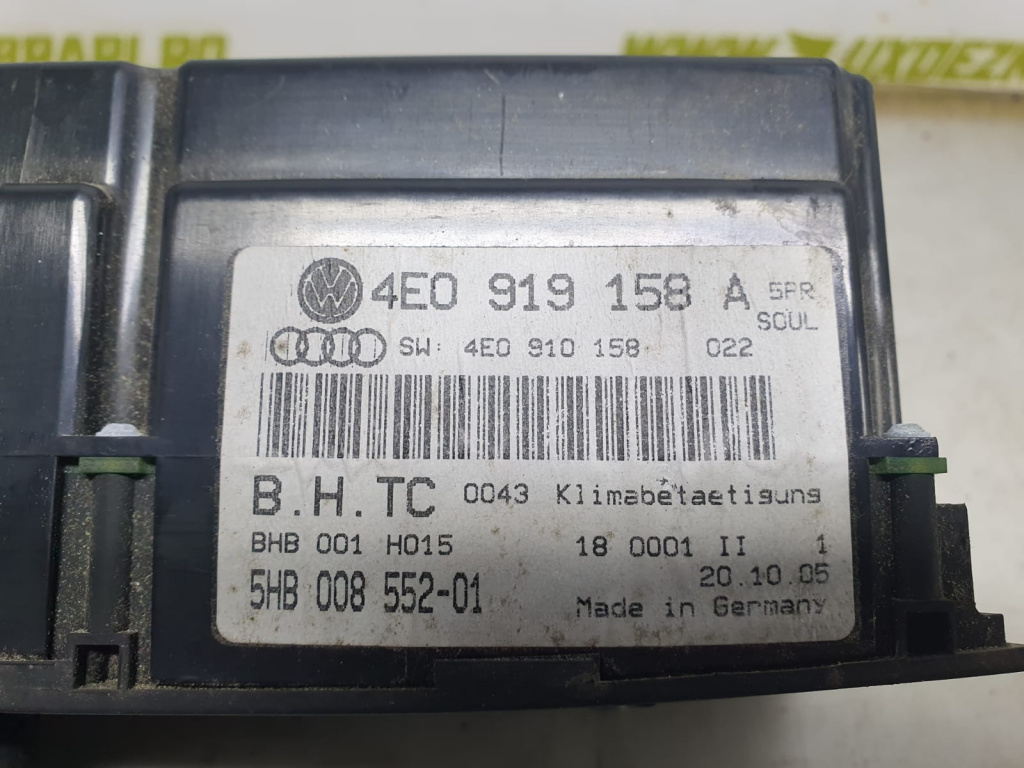 4E0 919 158 A 5PR
SOUL
SW: 4E0 910 158 022
B.H.TC 0043 Klimabetaetigung
BHB 001 H015 18 0001 II 1
20.10.05
5HB 008 552-01 Made in Germany